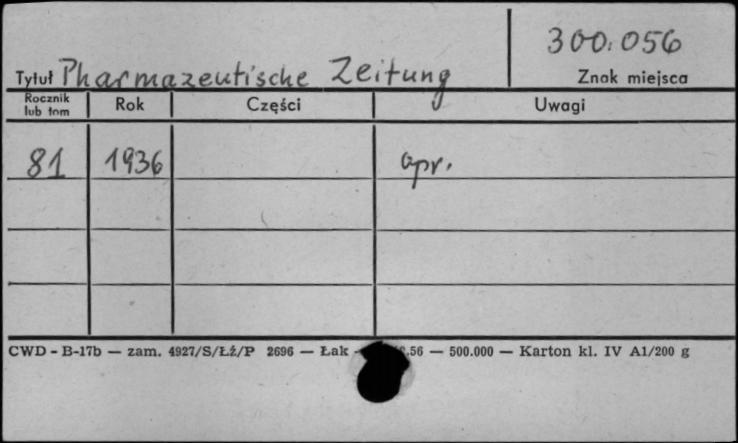 300.056
Tytuł Pharmazeutische Zeitung
Znak miejsca
Rocznik lub tom Rok Części Uwagi
81 1936 opr.
CWD - B-17b — zam. 4927/S/Łż/P 2696 — Łak .56 — 500.000 — Karton kl. IV A1/200 g